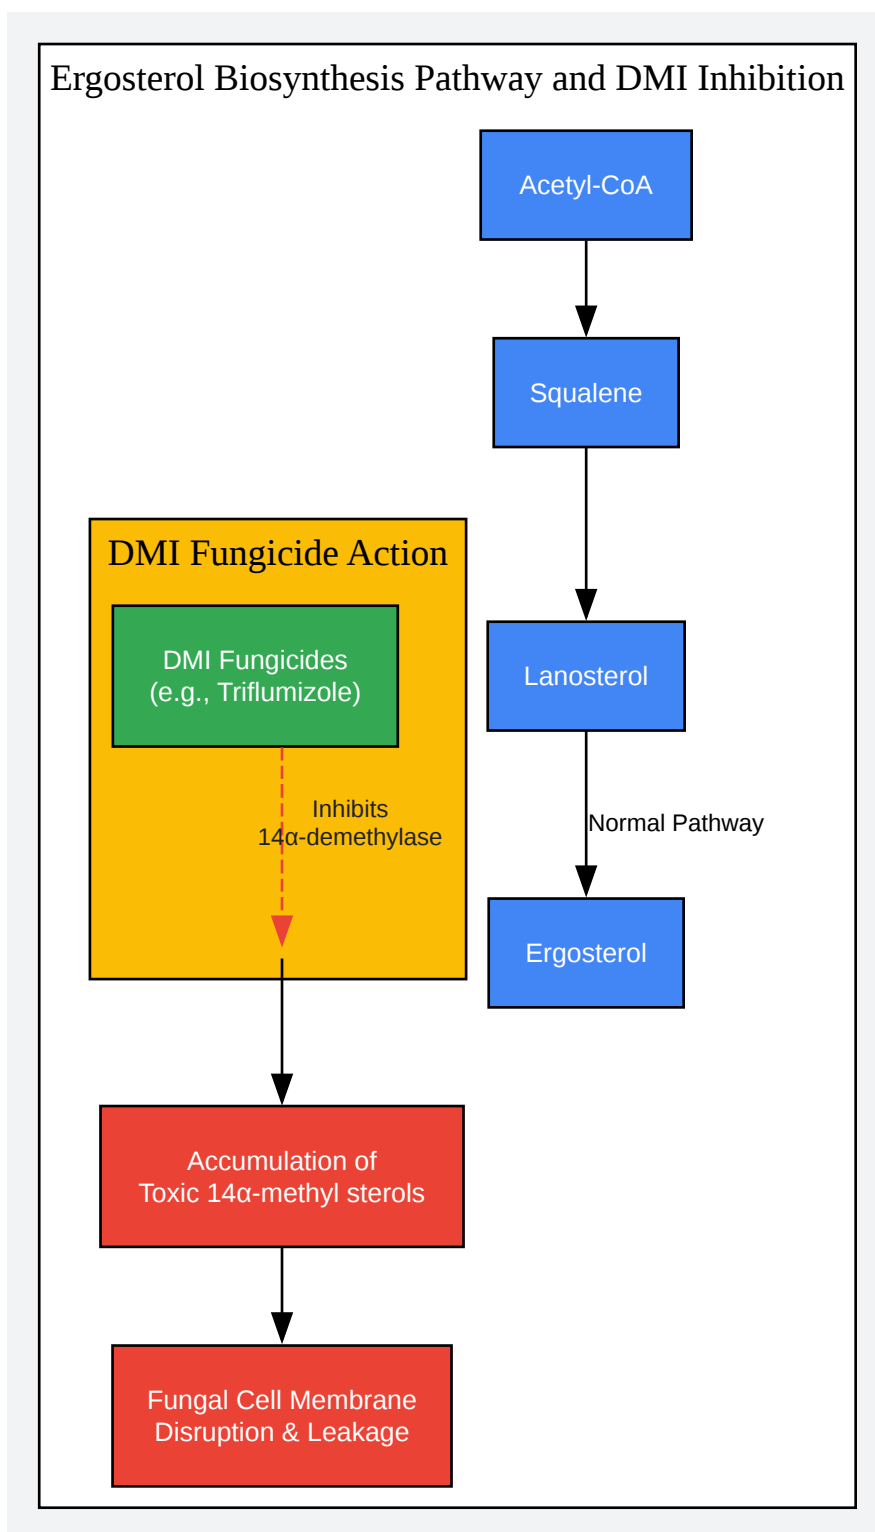 Ergosterol Biosynthesis Pathway and DMI Inhibition
Acetyl-CoA
Squalene
DMI Fungicide Action
DMI Fungicides
(e.g., Triflumizole)
Lanosterol
Inhibits
14α-demethylase
Normal Pathway
Ergosterol
Accumulation of
Toxic 14α-methyl sterols
Fungal Cell Membrane
Disruption & Leakage